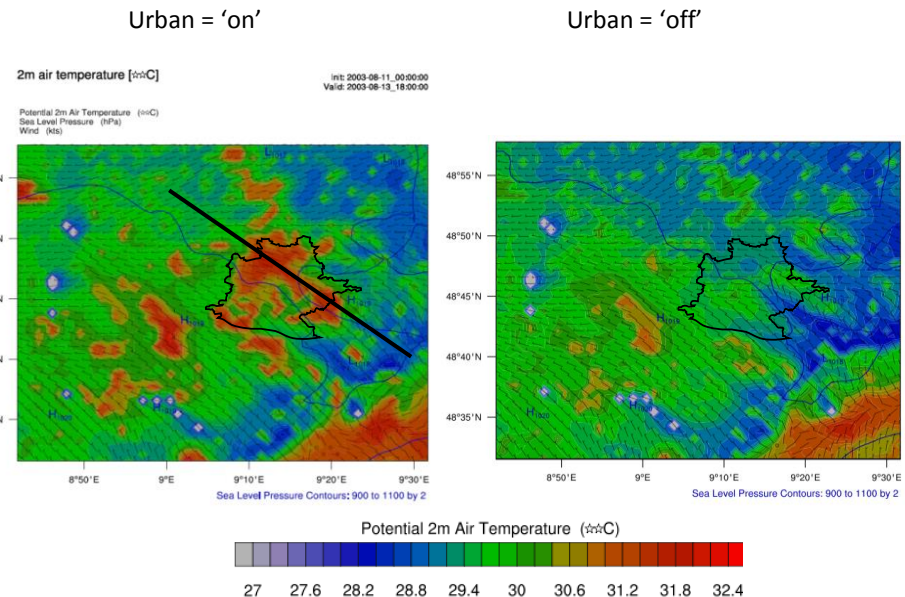 Urban = ‘on’
Urban = ‘off’
2m air temperature [☆☆C]
Init: 2003-08-11_00:00:00
Valid: 2003-08-13_18:00:00
Potential 2m Air Temperature (○○C)
Sea Level Pressure (hPa)
Wind (kts)
N
N
N
N
N
H1018
H1020
48°55'N
48°50'N
48°45'N
48°40'N
48°35'N
H1018
H1020
8°50'E 9°E 9°10'E 9°20'E 9°30'E
8°50'E 9°E 9°10'E 9°20'E 9°30'E
Sea Level Pressure Contours: 900 to 1100 by 2
Sea Level Pressure Contours: 900 to 1100 by 2
Potential 2m Air Temperature (☆☆C)
27 27.6 28.2 28.8 29.4 30 30.6 31.2 31.8 32.4